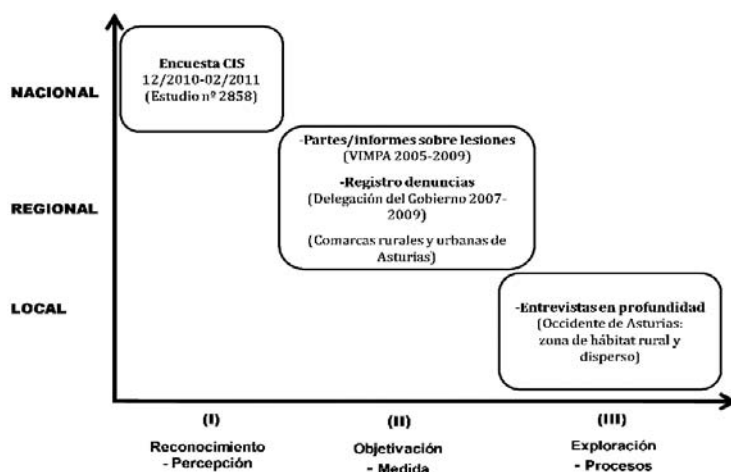 Encuesta CIS
12/2010-02/2011
(Estudio nº 2858)
NACIONAL
-Partes/informes sobre lesiones
(VIMPA 2005-2009)
-Registro denuncias
(Delegación del Gobierno 2007-
2009)
(Comarcas rurales y urbanas de
Asturias)
REGIONAL
LOCAL
-Entrevistas en profundidad
(Occidente de Asturias:
zona de hábitat rural y
disperso)
(I)
Reconocimiento
- Percepción
(II)
Objetivación
- Medida
(III)
Exploración
- Procesos